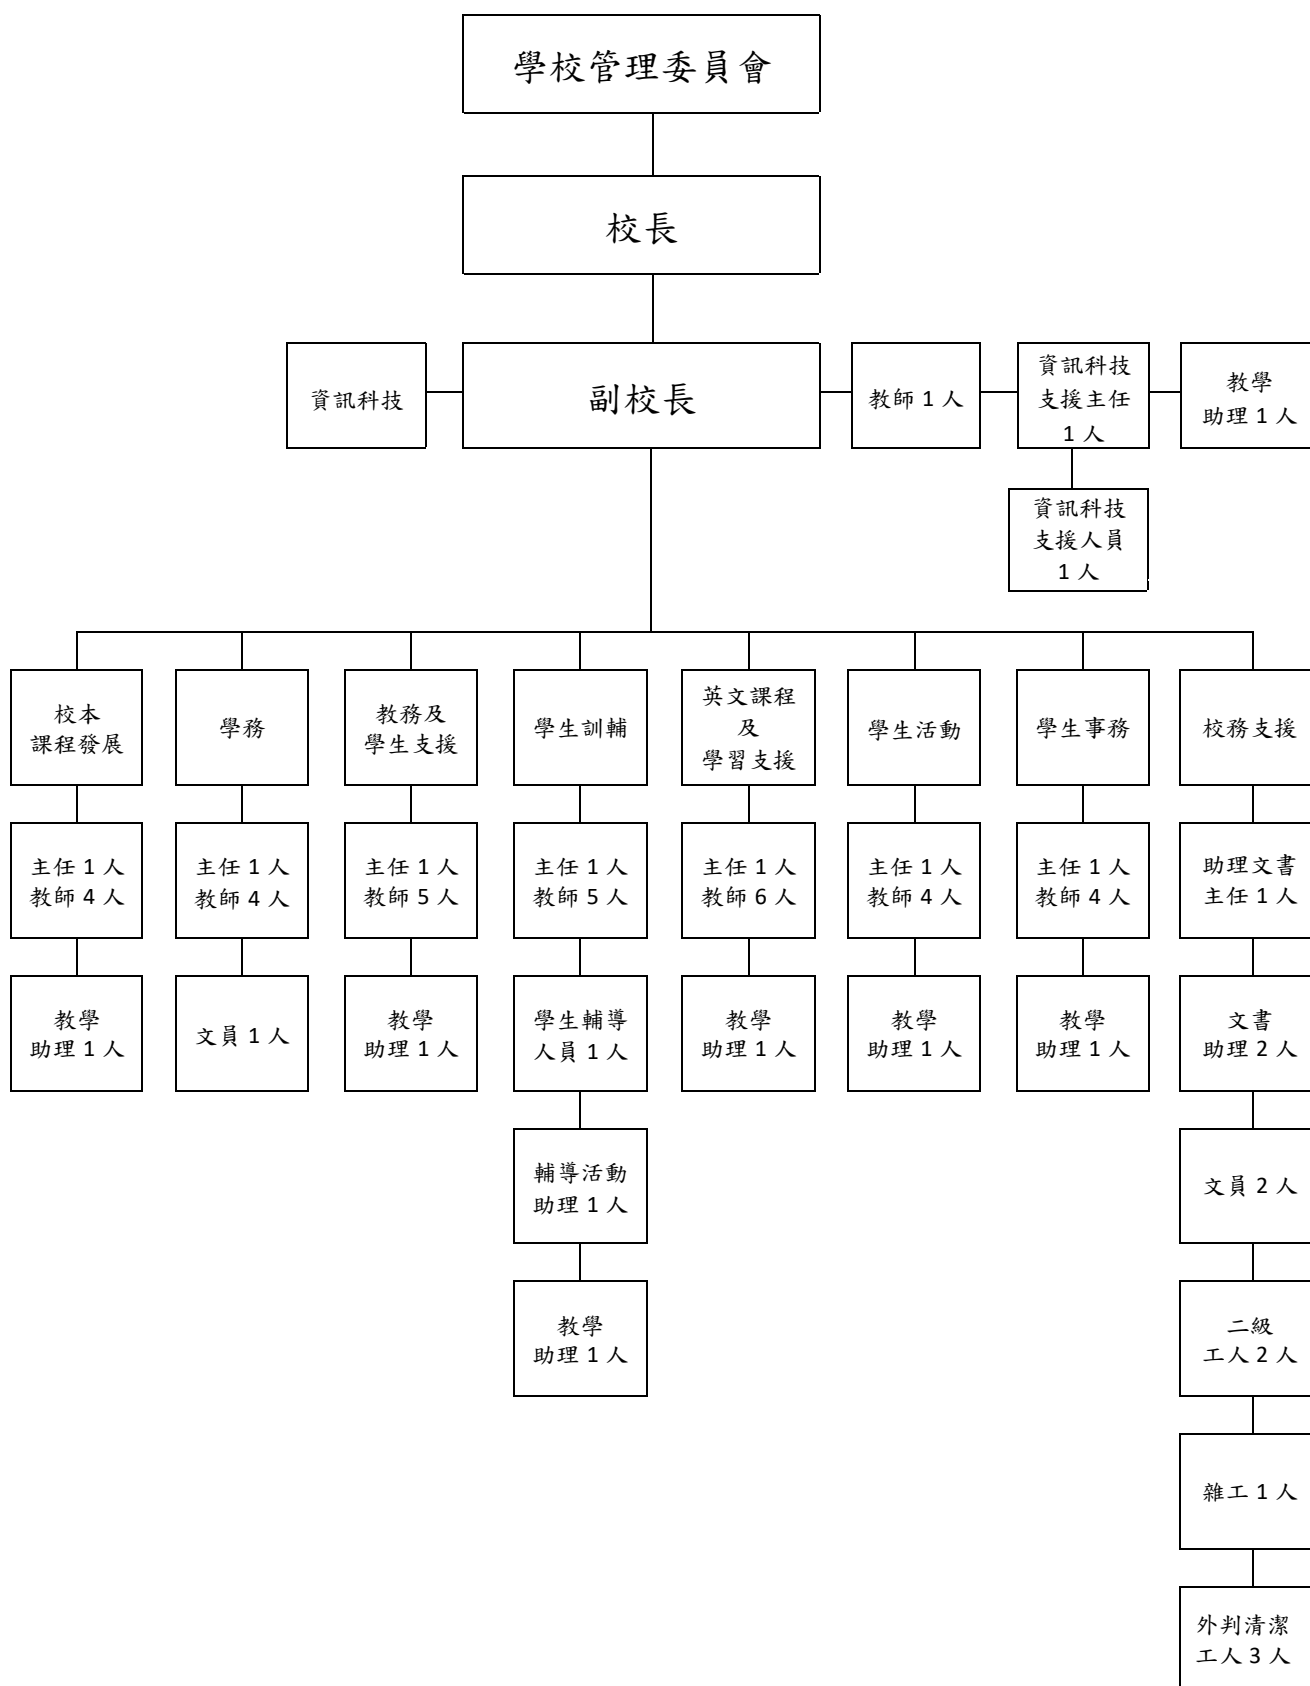 學校管理委員會
校長
資訊科技
副校長
教師 1 人
資訊科技
支援主任
1 人
教學
助理 1 人
資訊科技
支援人員
1 人
校本
課程發展
學務
教務及
學生支援
學生訓輔
英文課程
及
學習支援
學生活動
學生事務
校務支援
主任 1 人
教師 4 人
主任 1 人
教師 4 人
主任 1 人
教師 5 人
主任 1 人
教師 5 人
主任 1 人
教師 6 人
主任 1 人
教師 4 人
主任 1 人
教師 4 人
助理文書
主任 1 人
教學
助理 1 人
文員 1 人
教學
助理 1 人
學生輔導
人員 1 人
教學
助理 1 人
教學
助理 1 人
教學
助理 1 人
文書
助理 2 人
輔導活動
助理 1 人
文員 2 人
教學
助理 1 人
二級
工人 2 人
雜工 1 人
外判清潔
工人 3 人